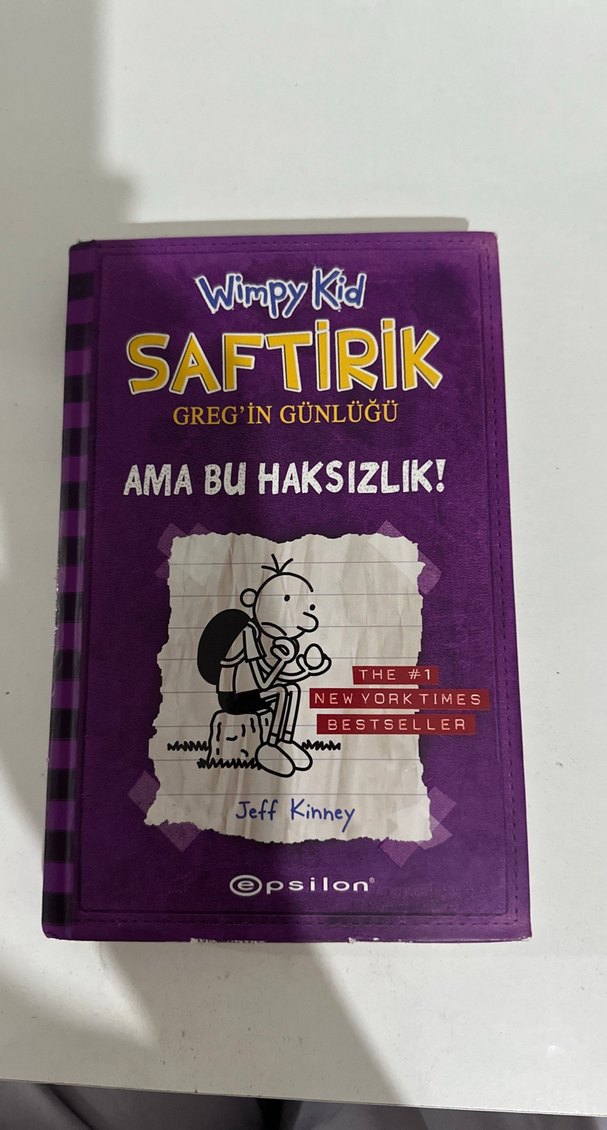 Wimpy Kid
SAFTİRİK
GREG'İN GÜNLÜĞÜ
AMA BU HAKSIZLIK!
THE #1
NEW YORK TIMES
BESTSELLER
Jeff Kinney
epsilon®